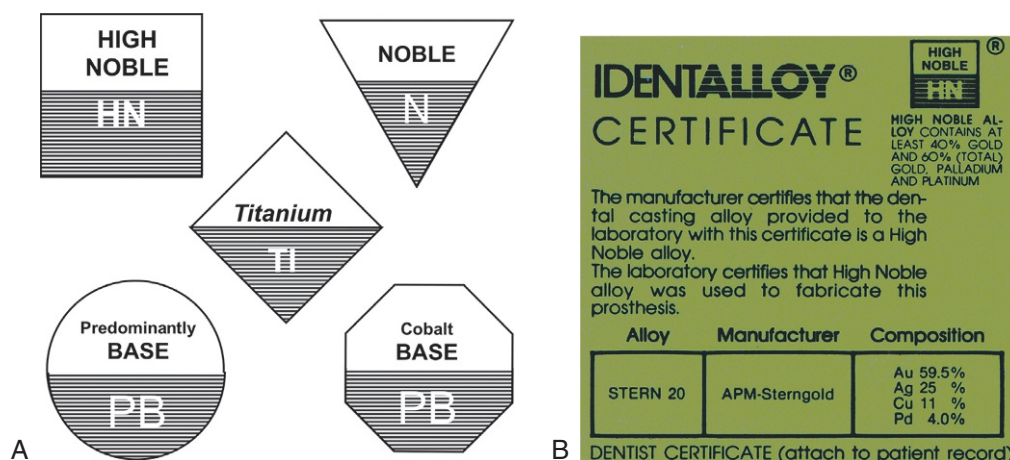 HIGH
NOBLE
HN
NOBLE
N
Titanium
TI
Predominantly
BASE
PB
Cobalt
BASE
PB
A
IDENTALLOY®
CERTIFICATE
HIGH
NOBLE
HN
®
HIGH NOBLE AL-
LOY CONTAINS AT
LEAST 40% GOLD
AND 60% (TOTAL)
GOLD, PALLADIUM
AND PLATINUM
The manufacturer certifies that the den-
tal casting alloy provided to the
laboratory with this certificate is a High
Noble alloy.
The laboratory certifies that High Noble
alloy was used to fabricate this
prosthesis.
Alloy Manufacturer Composition
STERN 20 APM-Sterngold
Au 59.5%
Ag 25 %
Cu 11 %
Pd 4.0%
DENTIST CERTIFICATE (attach to patient record)
B